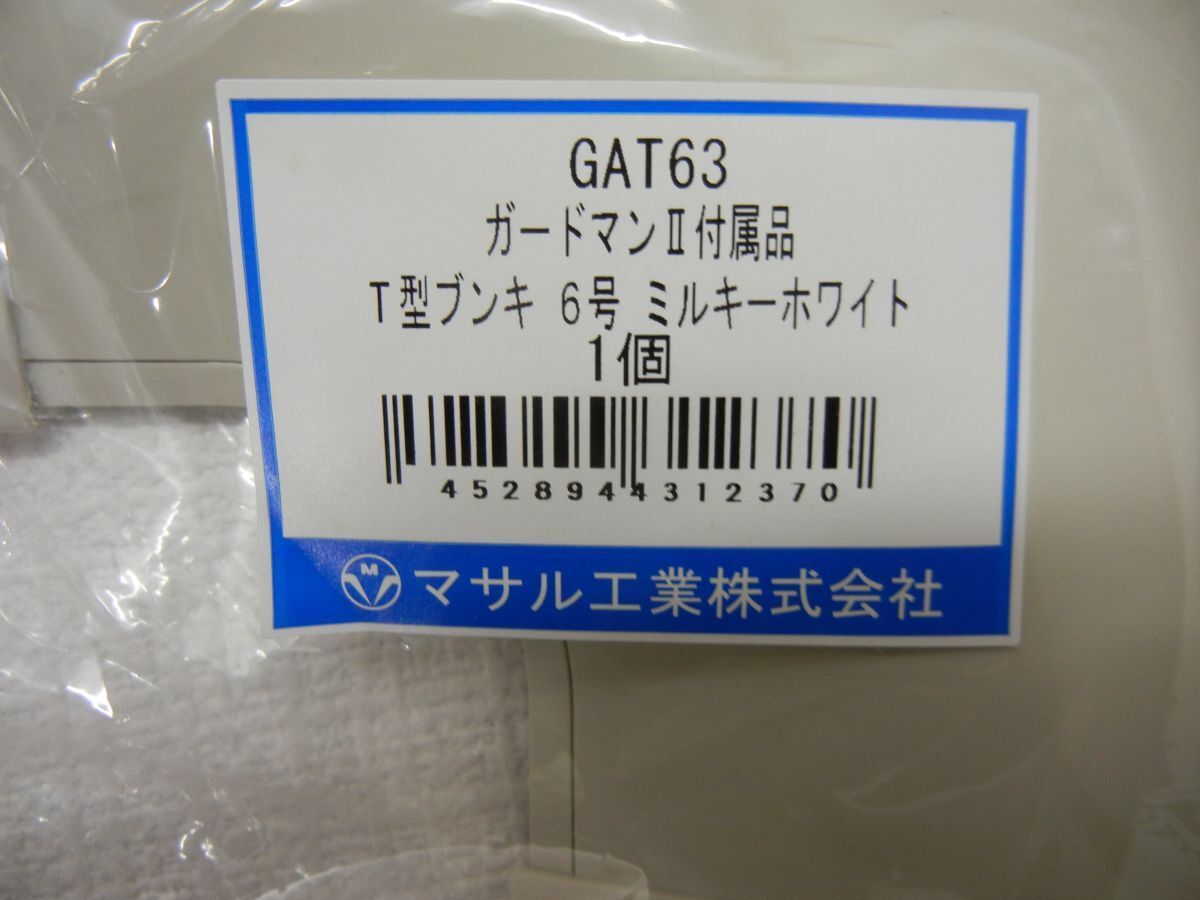 GAT63
ガードマンⅡ付属品
T型ブンキ 6号 ミルキーホワイト
1個
4528944312370
M マサル工業株式会社